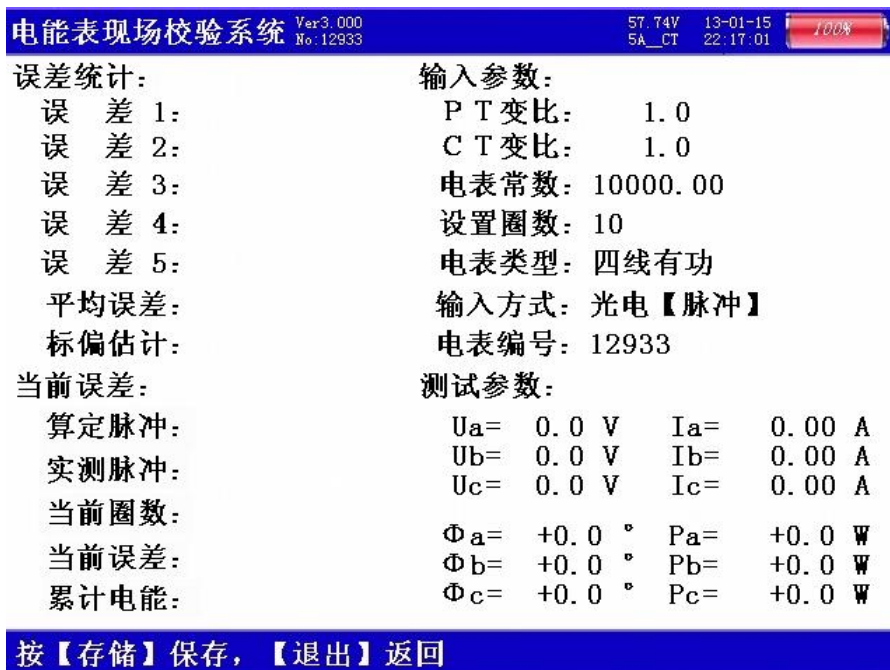 电能表现场校验系统 Ver3.000 No:12933 57.74V 5A__CT 13-01-15 22:17:01 100%
误差统计:
误 差 1:
误 差 2:
误 差 3:
误 差 4:
误 差 5:
平均误差:
标偏估计:
当前误差:
算定脉冲:
实测脉冲:
当前圈数:
当前误差:
累计电能:
输入参数:
PT变比: 1.0
CT变比: 1.0
电表常数: 10000.00
设置圈数: 10
电表类型: 四线有功
输入方式: 光电【脉冲】
电表编号: 12933
测试参数:
Ua= 0.0 V Ia= 0.00 A
Ub= 0.0 V Ib= 0.00 A
Uc= 0.0 V Ic= 0.00 A
Φa= +0.0 ° Pa= +0.0 W
Φb= +0.0 ° Pb= +0.0 W
Φc= +0.0 ° Pc= +0.0 W
按【存储】保存，【退出】返回